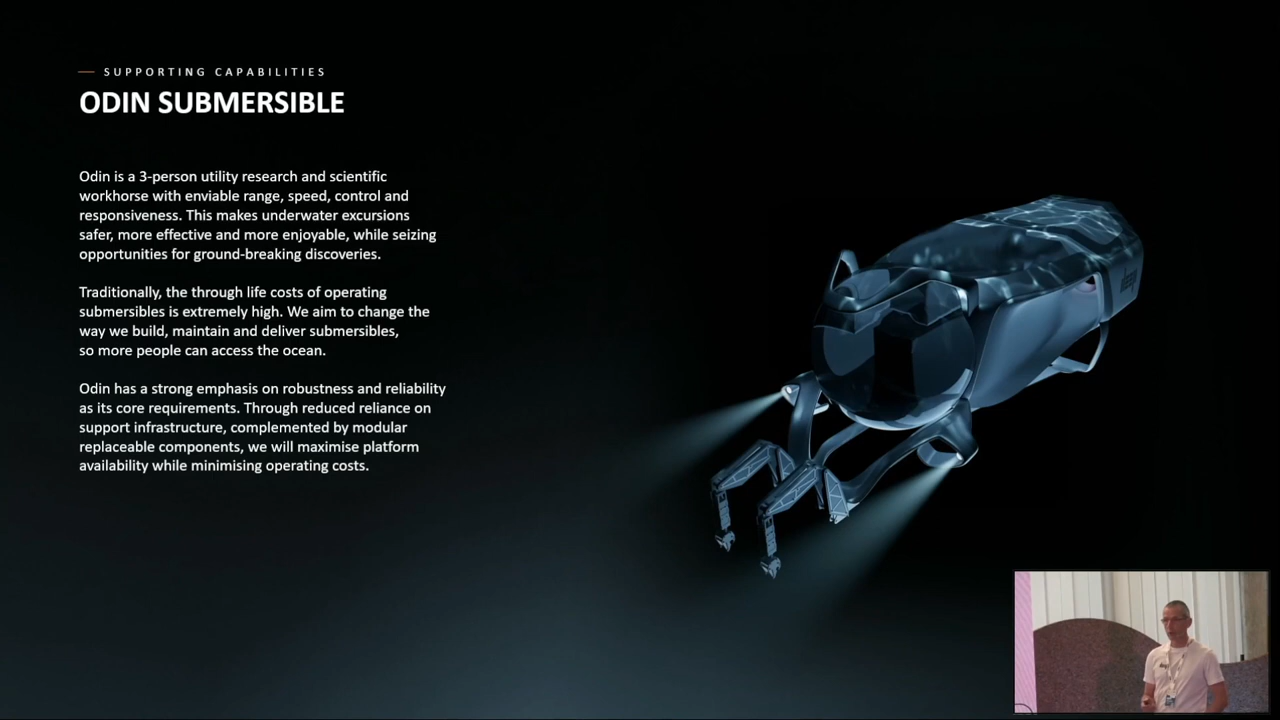 SUPPORTING CAPABILITIES
ODIN SUBMERSIBLE
Odin is a 3-person utility research and scientific
workhorse with enviable range, speed, control and
responsiveness. This makes underwater excursions
safer, more effective and more enjoyable, while seizing
opportunities for ground-breaking discoveries.
Traditionally, the through life costs of operating
submersibles is extremely high. We aim to change the
way we build, maintain and deliver submersibles,
so more people can access the ocean.
Odin has a strong emphasis on robustness and reliability
as its core requirements. Through reduced reliance on
support infrastructure, complemented by modular
replaceable components, we will maximise platform
availability while minimising operating costs.